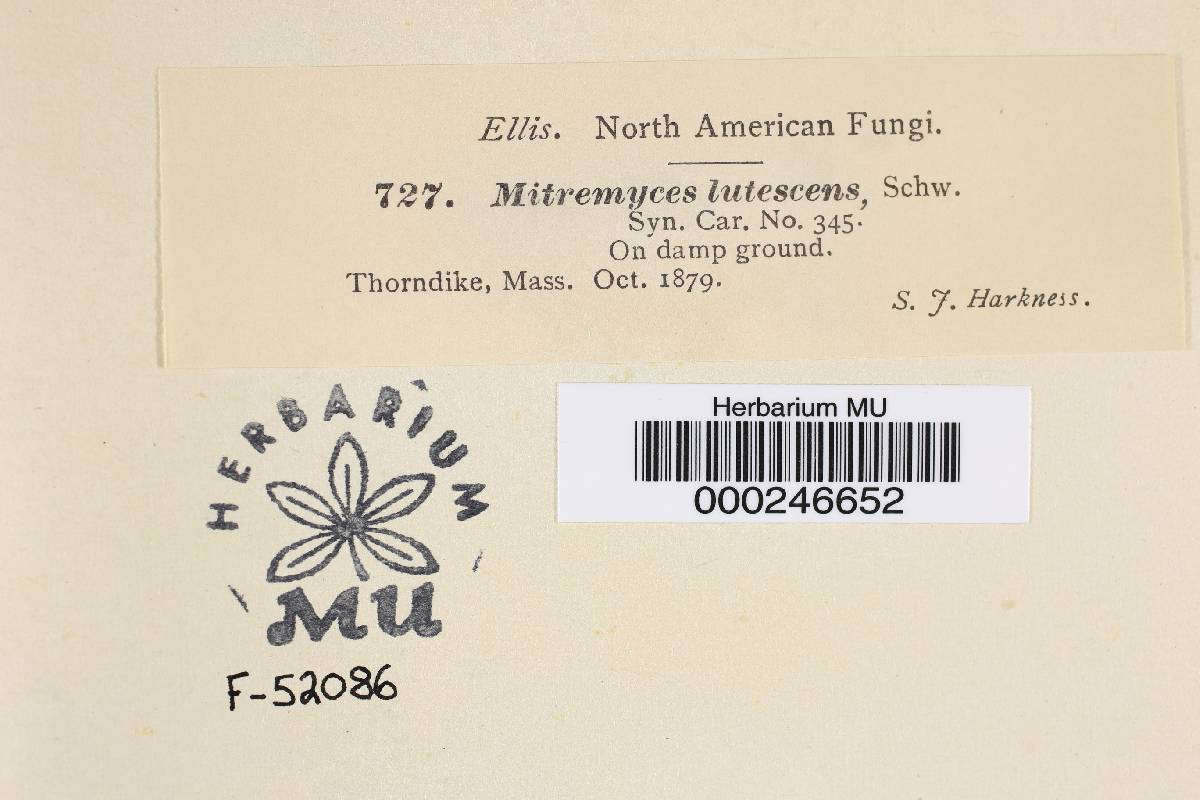 Ellis. North American Fungi.
727. Mitremyces lutescens, Schw.
Syn. Car. No. 345.
On damp ground.
Thorndike, Mass. Oct. 1879.
S. J. Harkness.
HERBARIUM
MU
F-52086
Herbarium MU
000246652